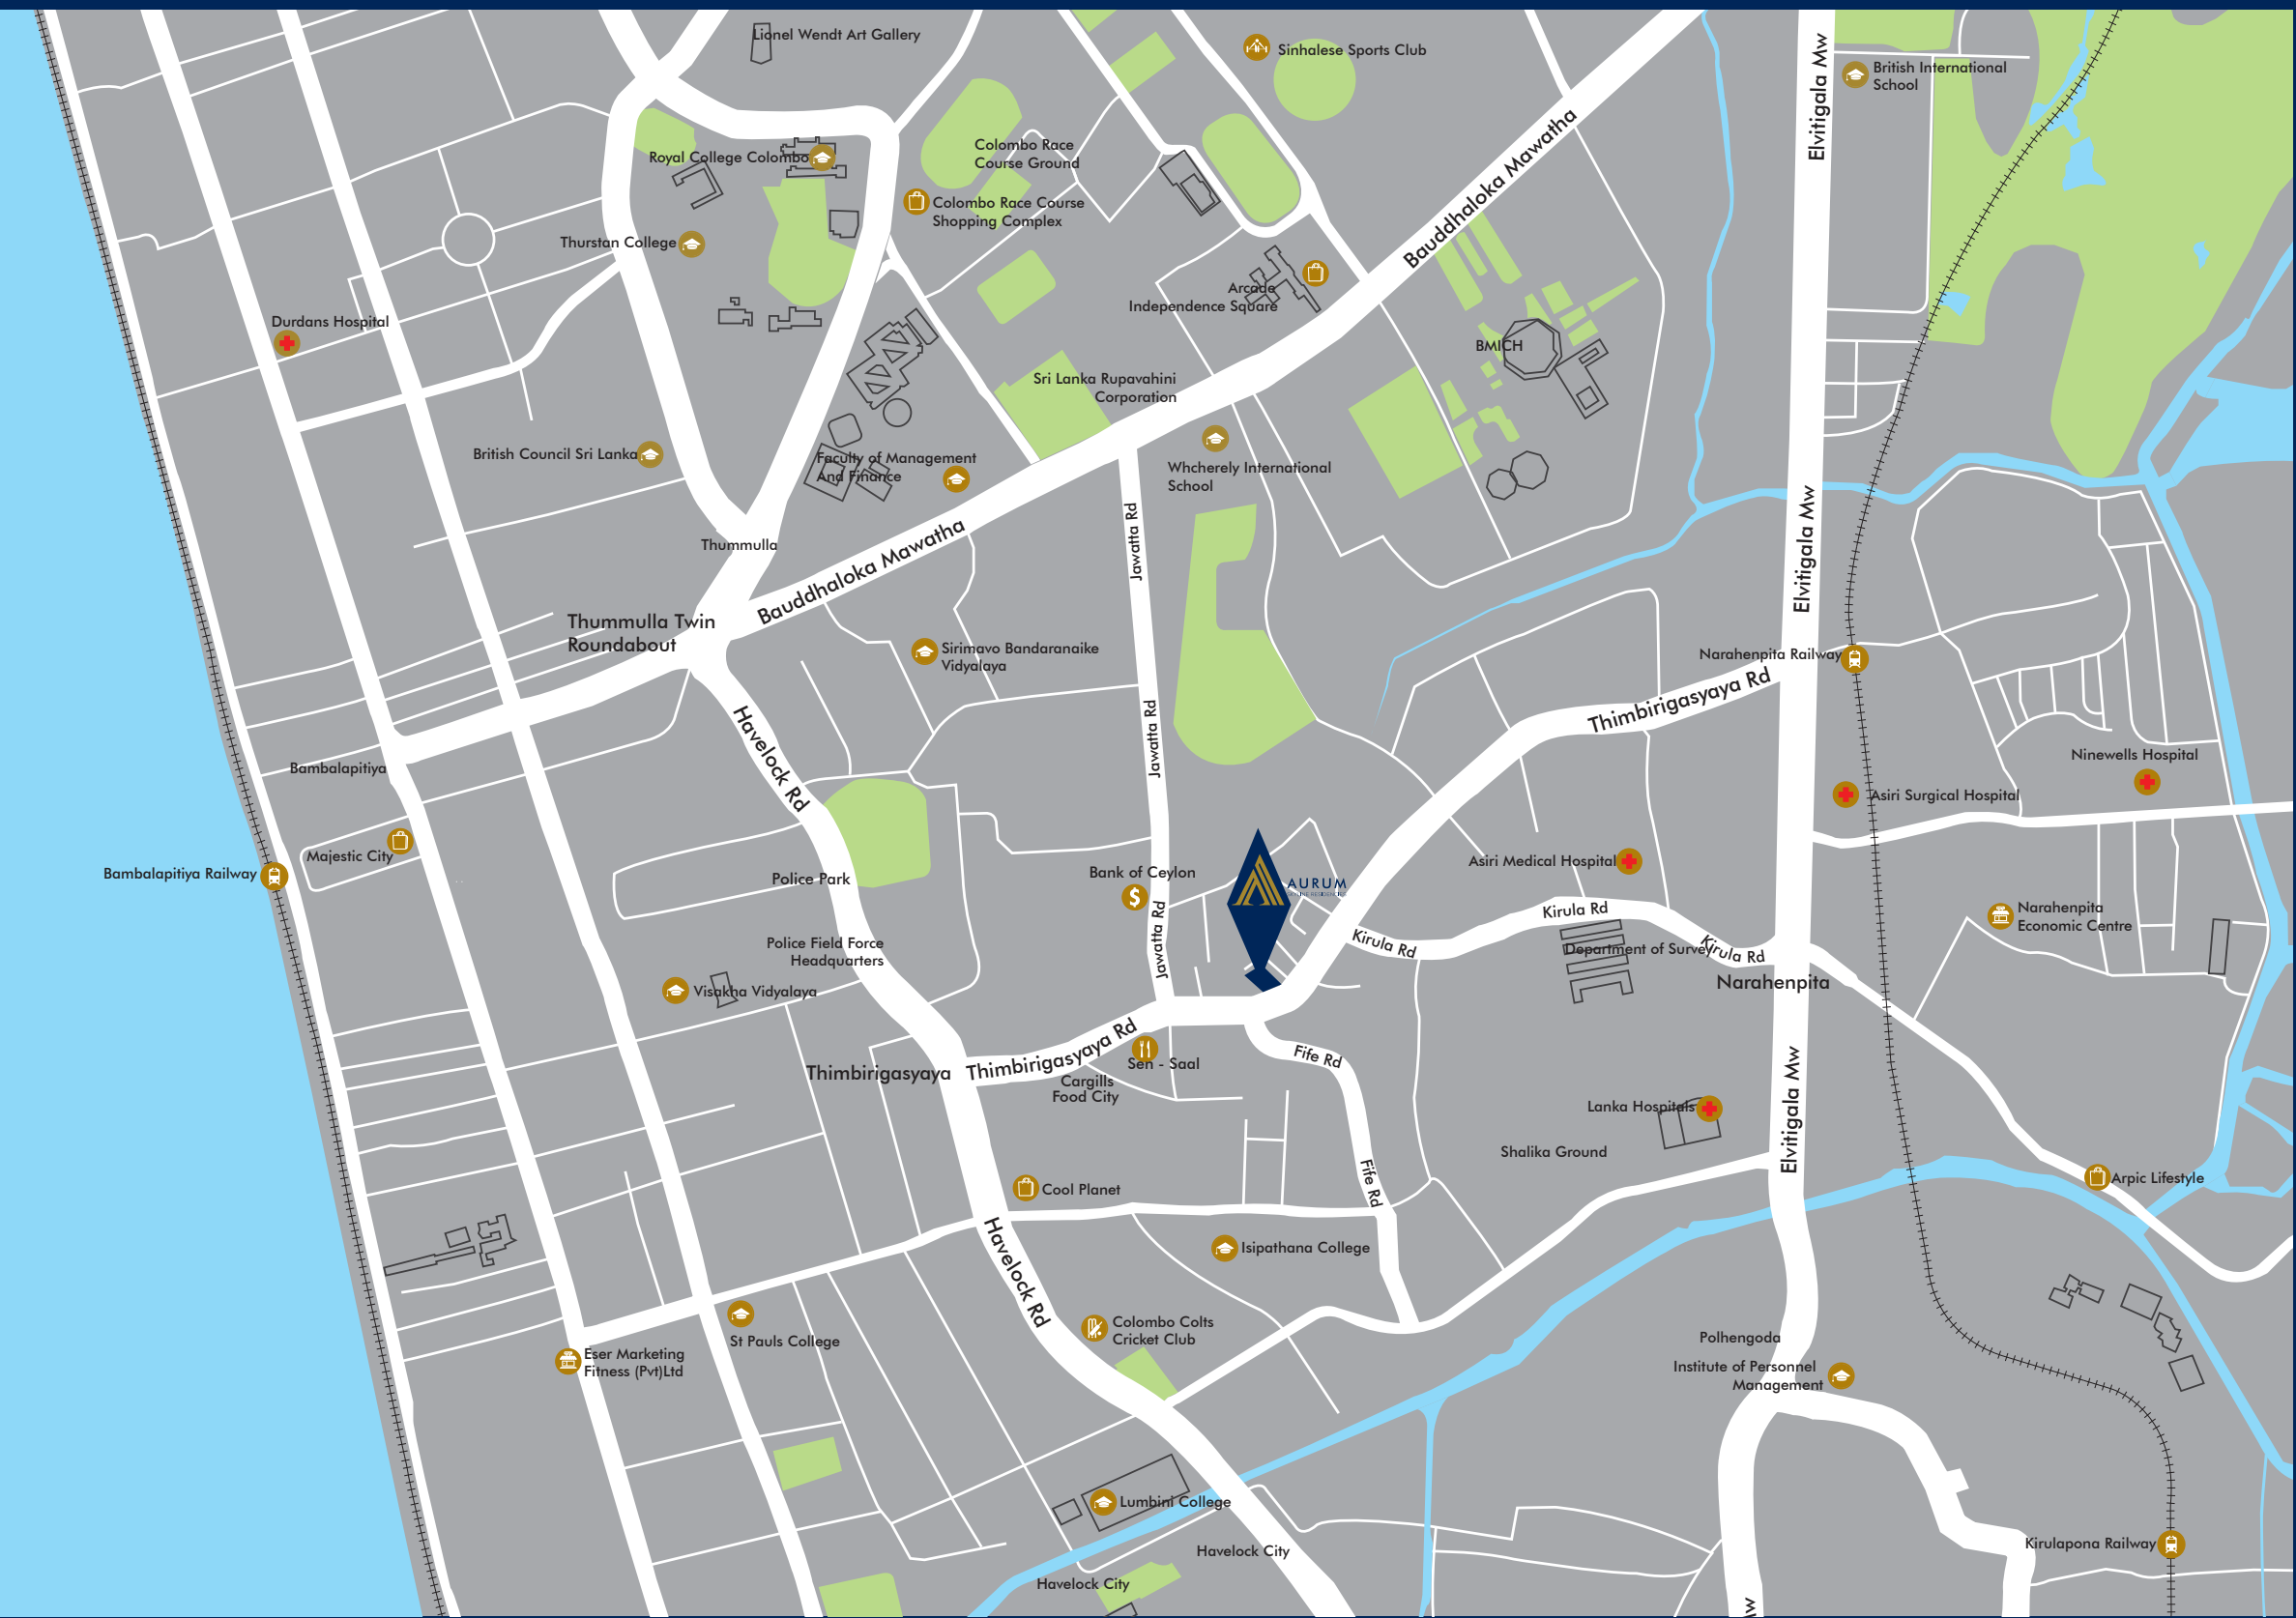 Lionel Wendt Art Gallery
Sinhalese Sports Club
Elvitigala Mw
British International
School
Royal College Colombo
Colombo Race
Course Ground
Bauddhaloka Mawatha
Colombo Race Course
Shopping Complex
Thurstan College
Arcade
Independence Square
Durdans Hospital
BMICH
Sri Lanka Rupavahini
Corporation
British Council Sri Lanka
Faculty of Management
And Finance
Whcherely International
School
Jawatta Rd
Elvitigala Mw
Thummulla
Bauddhaloka Mawatha
Thummulla Twin
Roundabout
Sirimavo Bandaranaike
Vidyalaya
Narahenpita Railway
Thimbirigasyaya Rd
Havelock Rd
Jawatta Rd
Bambalapitiya
Ninewells Hospital
Asiri Surgical Hospital
Majestic City
Bambalapitiya Railway
Police Park
Bank of Ceylon
AURUM
Asiri Medical Hospital
Kirula Rd
Narahenpita
Economic Centre
Jawatta Rd
Kirula Rd
Department of Survey
Kirula Rd
Police Field Force
Headquarters
Narahenpita
Visakha Vidyalaya
Thimbirigasyaya
Thimbirigasyaya Rd
Sen - Saal
Fife Rd
Cargills
Food City
Elvitigala Mw
Lanka Hospitals
Shalika Ground
Cool Planet
Fife Rd
Arpic Lifestyle
Havelock Rd
Isipathana College
Colombo Colts
Cricket Club
St Pauls College
Eser Marketing
Fitness (Pvt)Ltd
Polhengoda
Institute of Personnel
Management
Lumbini College
Havelock City
Kirulapona Railway
Havelock City